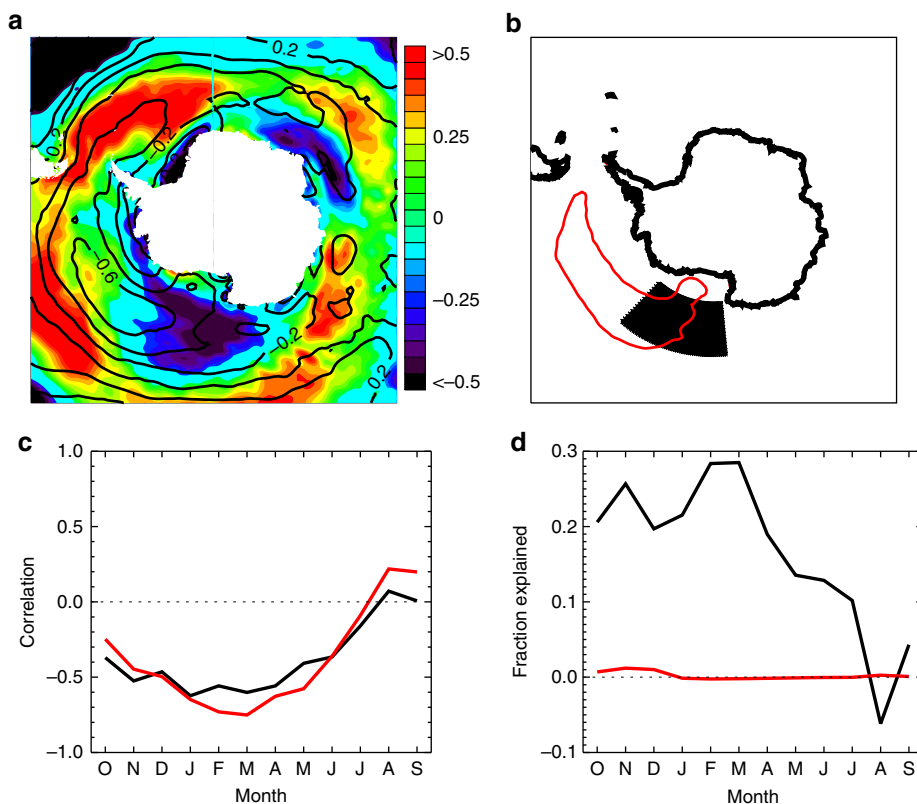 a
b
0.2
0.2
−0.2
−0.6
−0.2
0.2
>0.5
0.25
0
−0.25
<−0.5
c
d
1.0
0.5
0.0
−0.5
−1.0
Correlation
O N D J F M A M J J A S
Month
0.3
0.2
0.1
0.0
−0.1
Fraction explained
O N D J F M A M J J A S
Month